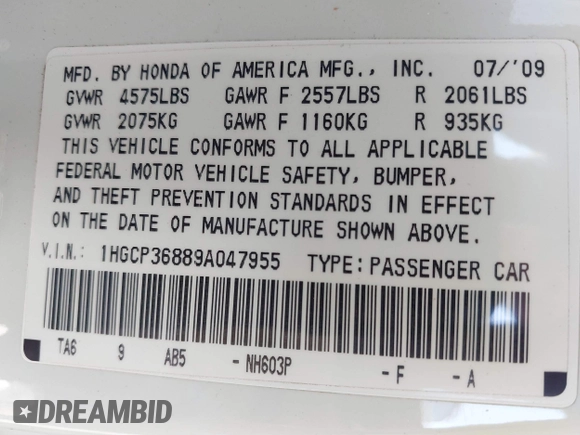 MFD. BY HONDA OF AMERICA MFG., INC. 07/'09
GVWR 4575LBS GAWR F 2557LBS R 2061LBS
GVWR 2075KG GAWR F 1160KG R 935KG
THIS VEHICLE CONFORMS TO ALL APPLICABLE
FEDERAL MOTOR VEHICLE SAFETY, BUMPER,
AND THEFT PREVENTION STANDARDS IN EFFECT
ON THE DATE OF MANUFACTURE SHOWN ABOVE.
V.I.N.: 1HGCP36889A047955 TYPE: PASSENGER CAR
TA6 9 AB5 - NH603P - F - A
DREAMBID